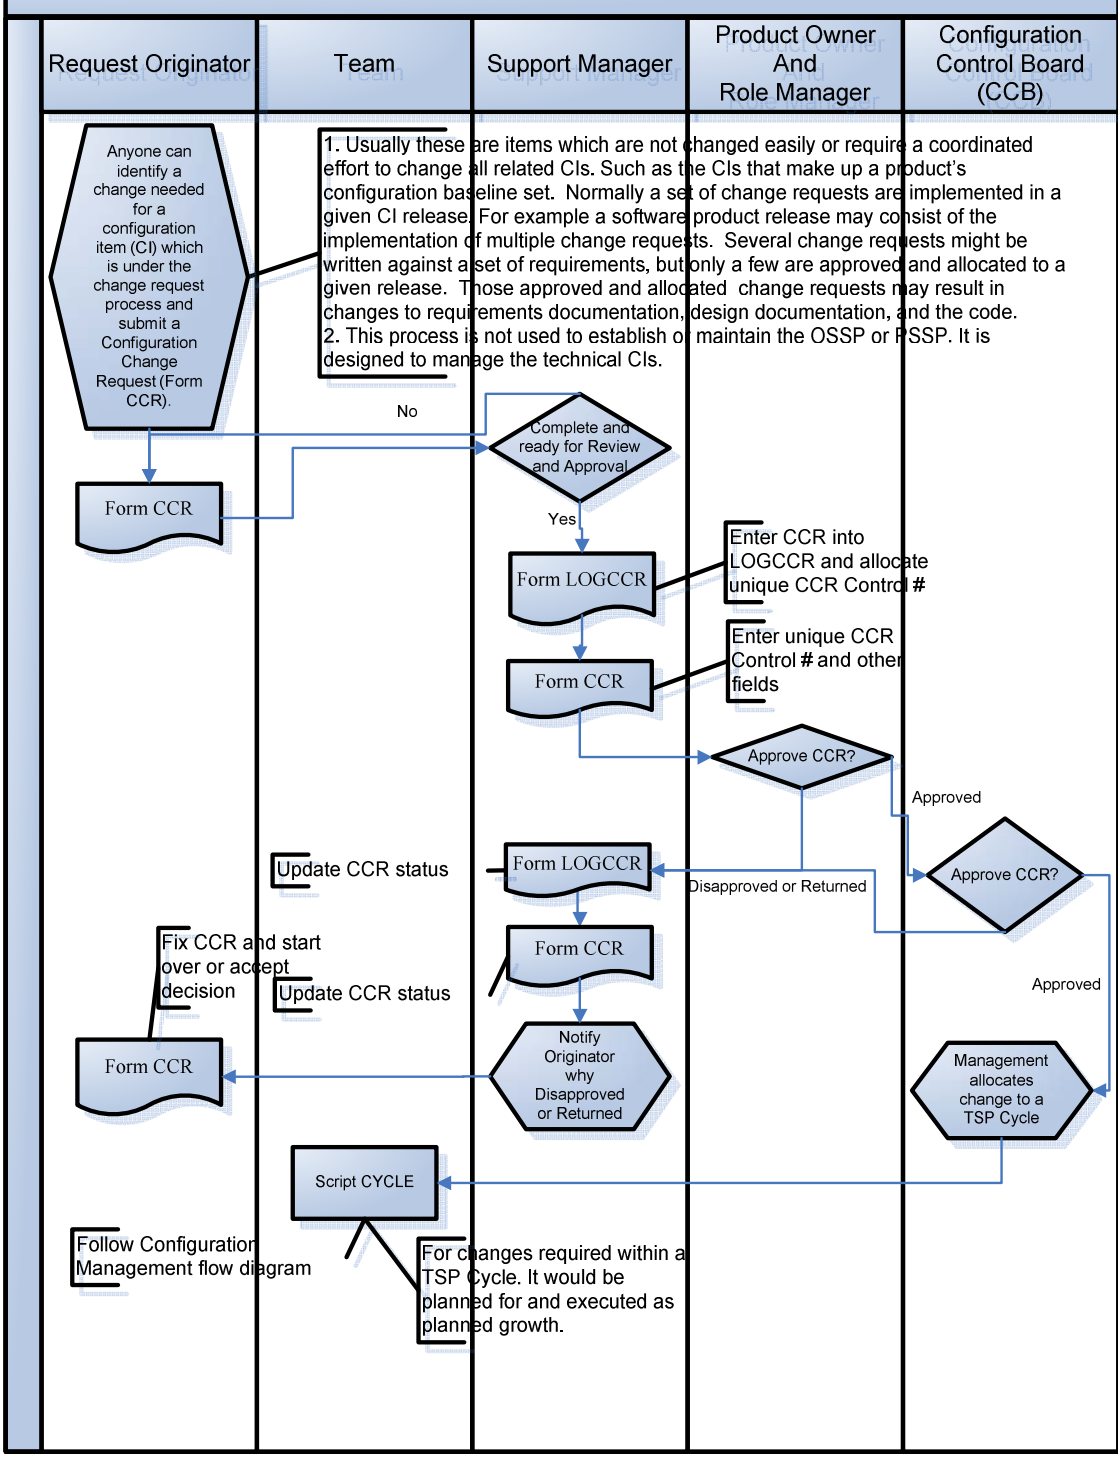 Request Originator
Team
Support Manager
Product Owner
And
Role Manager
Configuration
Control Board
(CCB)
Anyone can
identify a
change needed
for a
configuration
item (CI) which
is under the
change request
process and
submit a
Configuration
Change
Request (Form
CCR).
1. Usually these are items which are not changed easily or require a coordinated
effort to change all related CIs. Such as the CIs that make up a product's
configuration baseline set.  Normally a set of change requests are implemented in a
given CI release. For example a software product release may consist of the
implementation of multiple change requests.  Several change requests might be
written against a set of requirements, but only a few are approved and allocated to a
given release.  Those approved and allocated  change requests may result in
changes to requirements documentation, design documentation, and the code.
2. This process is not used to establish or maintain the OSSP or PSSP. It is
designed to manage the technical CIs.
No
Complete and
ready for Review
and Approval
Form CCR
Yes
Form LOGCCR
Enter CCR into
LOGCCR and allocate
unique CCR Control #
Form CCR
Enter unique CCR
Control # and other
fields
Approve CCR?
Approved
Update CCR status
Form LOGCCR
Disapproved or Returned
Approve CCR?
Fix CCR and start
over or accept
decision
Update CCR status
Form CCR
Approved
Form CCR
Notify
Originator
why
Disapproved
or Returned
Management
allocates
change to a
TSP Cycle
Script CYCLE
Follow Configuration
Management flow diagram
For changes required within a
TSP Cycle. It would be
planned for and executed as
planned growth.